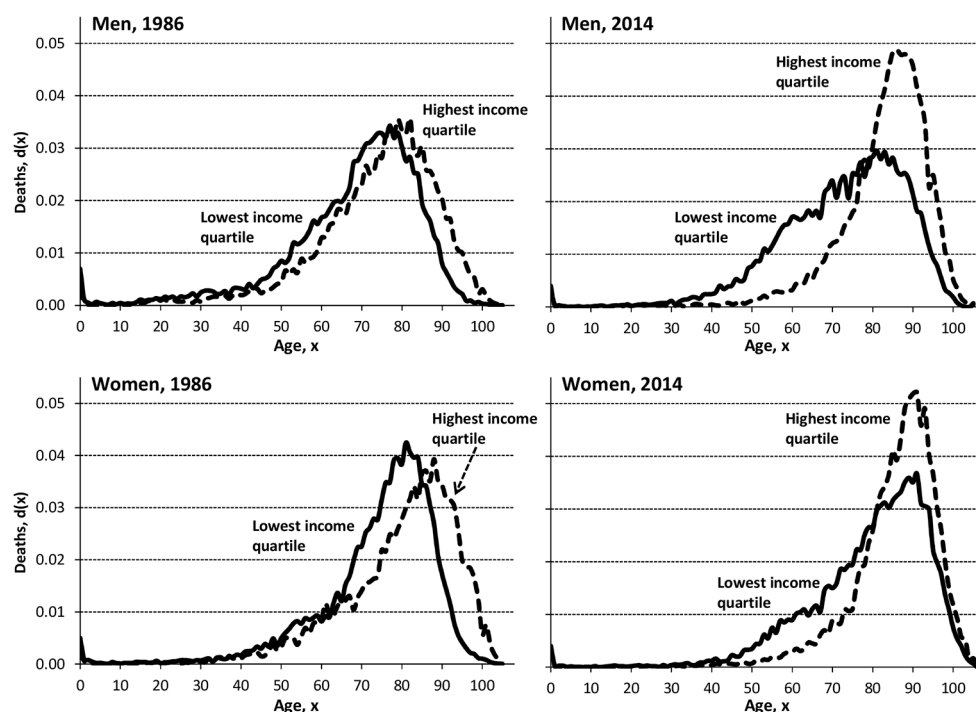 Men, 1986
0.05
0.04
0.03
0.02
0.01
0.00
Deaths, d(x)
Highest income
quartile
Lowest income
quartile
0 10 20 30 40 50 60 70 80 90 100
Age, x
Men, 2014
Highest income
quartile
Lowest income
quartile
0 10 20 30 40 50 60 70 80 90 100
Age, x
Women, 1986
0.05
0.04
0.03
0.02
0.01
0.00
Deaths, d(x)
Highest income
quartile
Lowest income
quartile
0 10 20 30 40 50 60 70 80 90 100
Age, x
Women, 2014
Highest income
quartile
Lowest income
quartile
0 10 20 30 40 50 60 70 80 90 100
Age, x